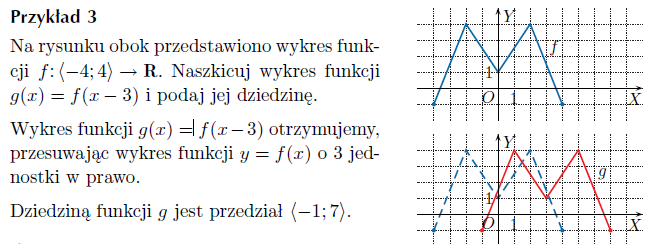 Przykład 3
Na rysunku obok przedstawiono wykres funk-
cji f: ⟨−4; 4⟩ → R. Naszkicuj wykres funkcji
g(x) = f(x − 3) i podaj jej dziedzinę.
Wykres funkcji g(x) = f(x − 3) otrzymujemy,
przesuwając wykres funkcji y = f(x) o 3 jed-
nostki w prawo.
Dziedziną funkcji g jest przedział ⟨−1; 7⟩.
Y
f
1
O 1 X
Y
g
1
O 1 X